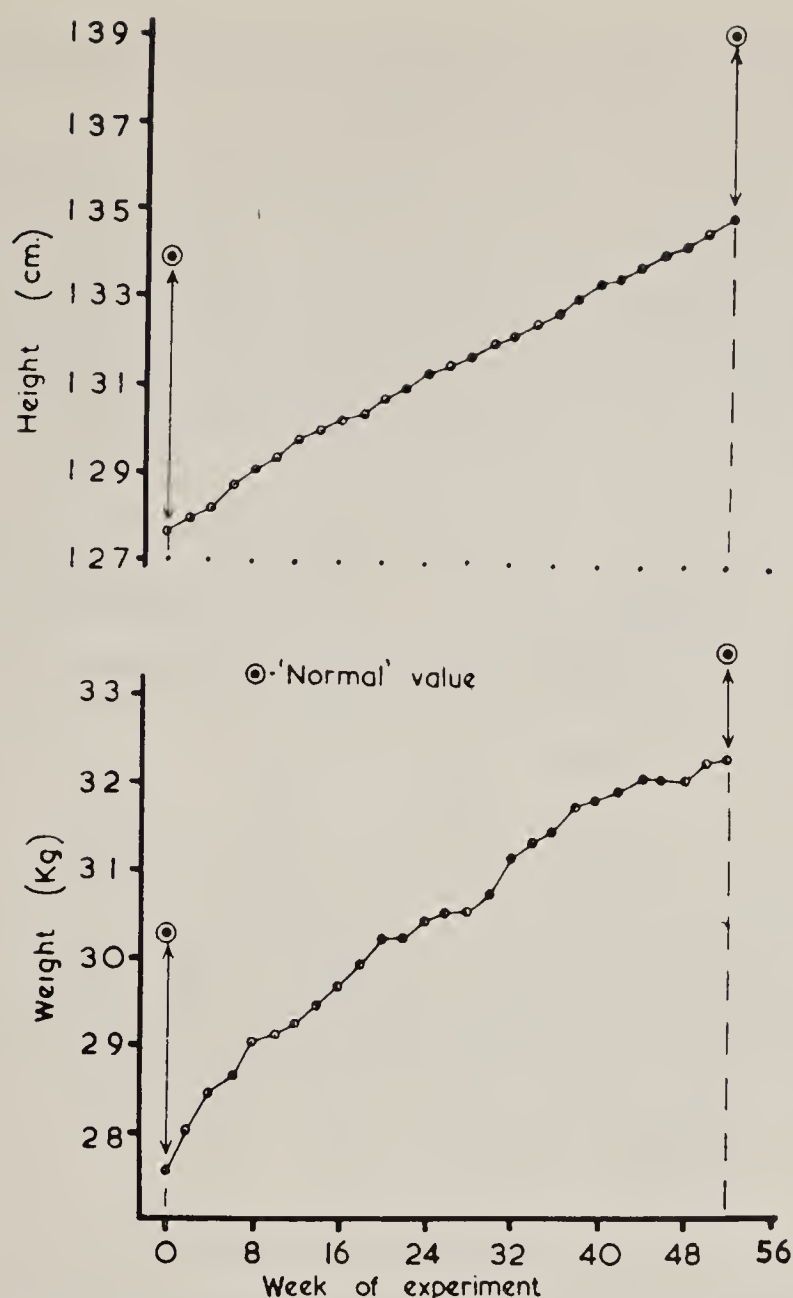 139
137
135
133
131
129
127
Height (cm.)
⊙-'Normal' value
33
32
31
30
29
28
Weight (Kg)
0 8 16 24 32 40 48 56
Week of experiment